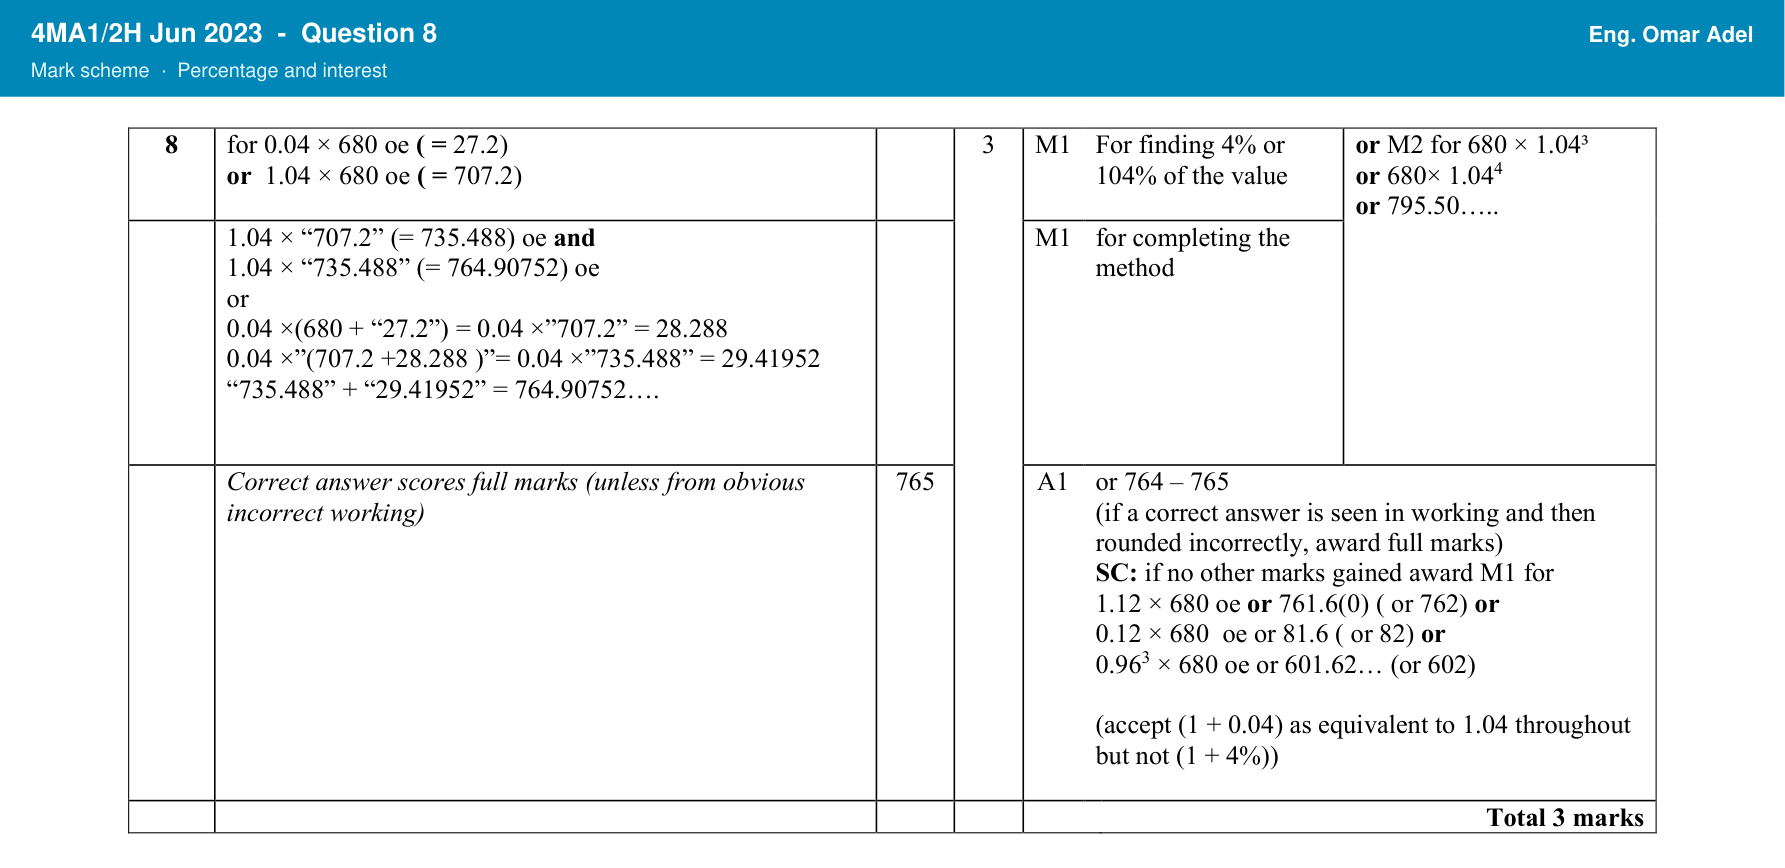 4MA1/2H Jun 2023 - Question 8
Eng. Omar Adel
Mark scheme · Percentage and interest
8
for 0.04 × 680 oe ( = 27.2)
or 1.04 × 680 oe ( = 707.2)
3
M1
For finding 4% or
104% of the value
or M2 for 680 × 1.04³
or 680× 1.04⁴
or 795.50…..
1.04 × “707.2” (= 735.488) oe and
1.04 × “735.488” (= 764.90752) oe
or
0.04 ×(680 + “27.2”) = 0.04 ×”707.2” = 28.288
0.04 ×”(707.2 +28.288 )”= 0.04 ×”735.488” = 29.41952
“735.488” + “29.41952” = 764.90752….
M1
for completing the
method
Correct answer scores full marks (unless from obvious
incorrect working)
765
A1
or 764 – 765
(if a correct answer is seen in working and then
rounded incorrectly, award full marks)
SC: if no other marks gained award M1 for
1.12 × 680 oe or 761.6(0) ( or 762) or
0.12 × 680 oe or 81.6 ( or 82) or
0.96³ × 680 oe or 601.62… (or 602)
(accept (1 + 0.04) as equivalent to 1.04 throughout
but not (1 + 4%))
Total 3 marks